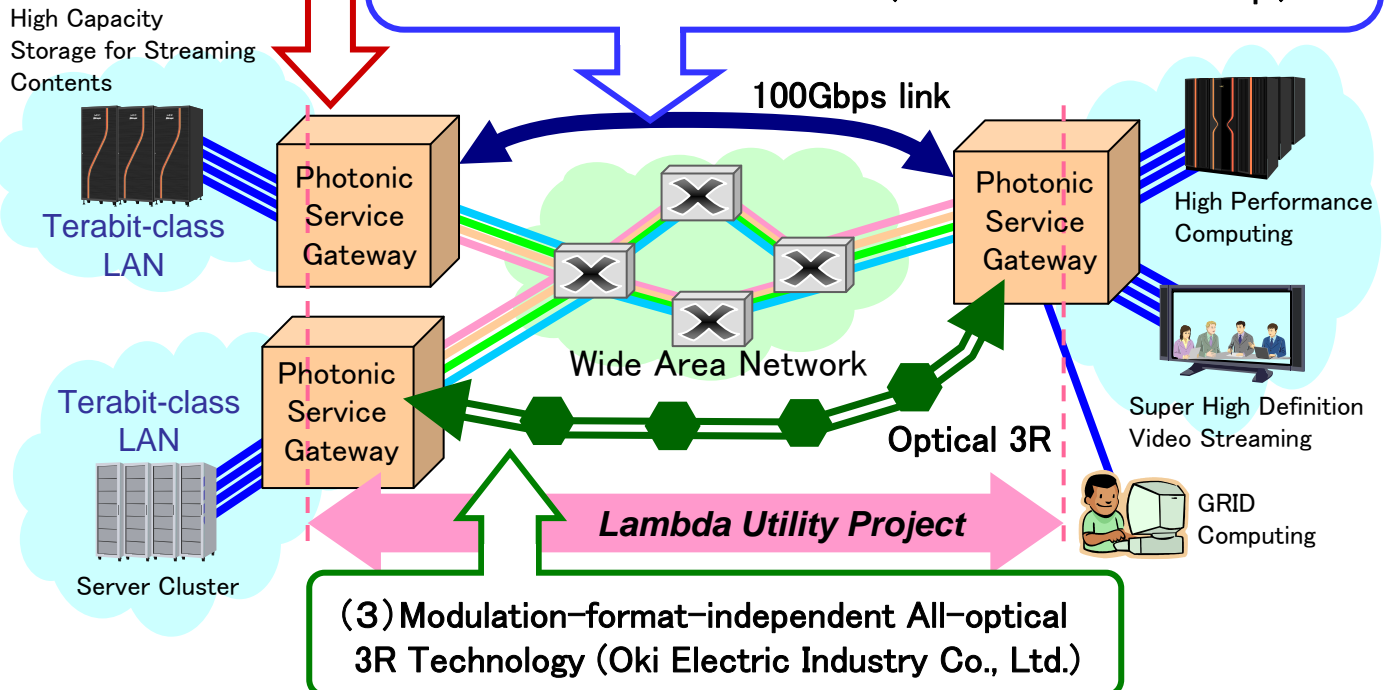 High Capacity
Storage for Streaming
Contents
100Gbps link
Photonic
Service
Gateway
Photonic
Service
Gateway
Terabit-class
LAN
High Performance
Computing
Wide Area Network
Photonic
Service
Gateway
Terabit-class
LAN
Super High Definition
Video Streaming
Optical 3R
Lambda Utility Project
GRID
Computing
Server Cluster
(3)Modulation-format-independent All-optical
3R Technology (Oki Electric Industry Co., Ltd.)